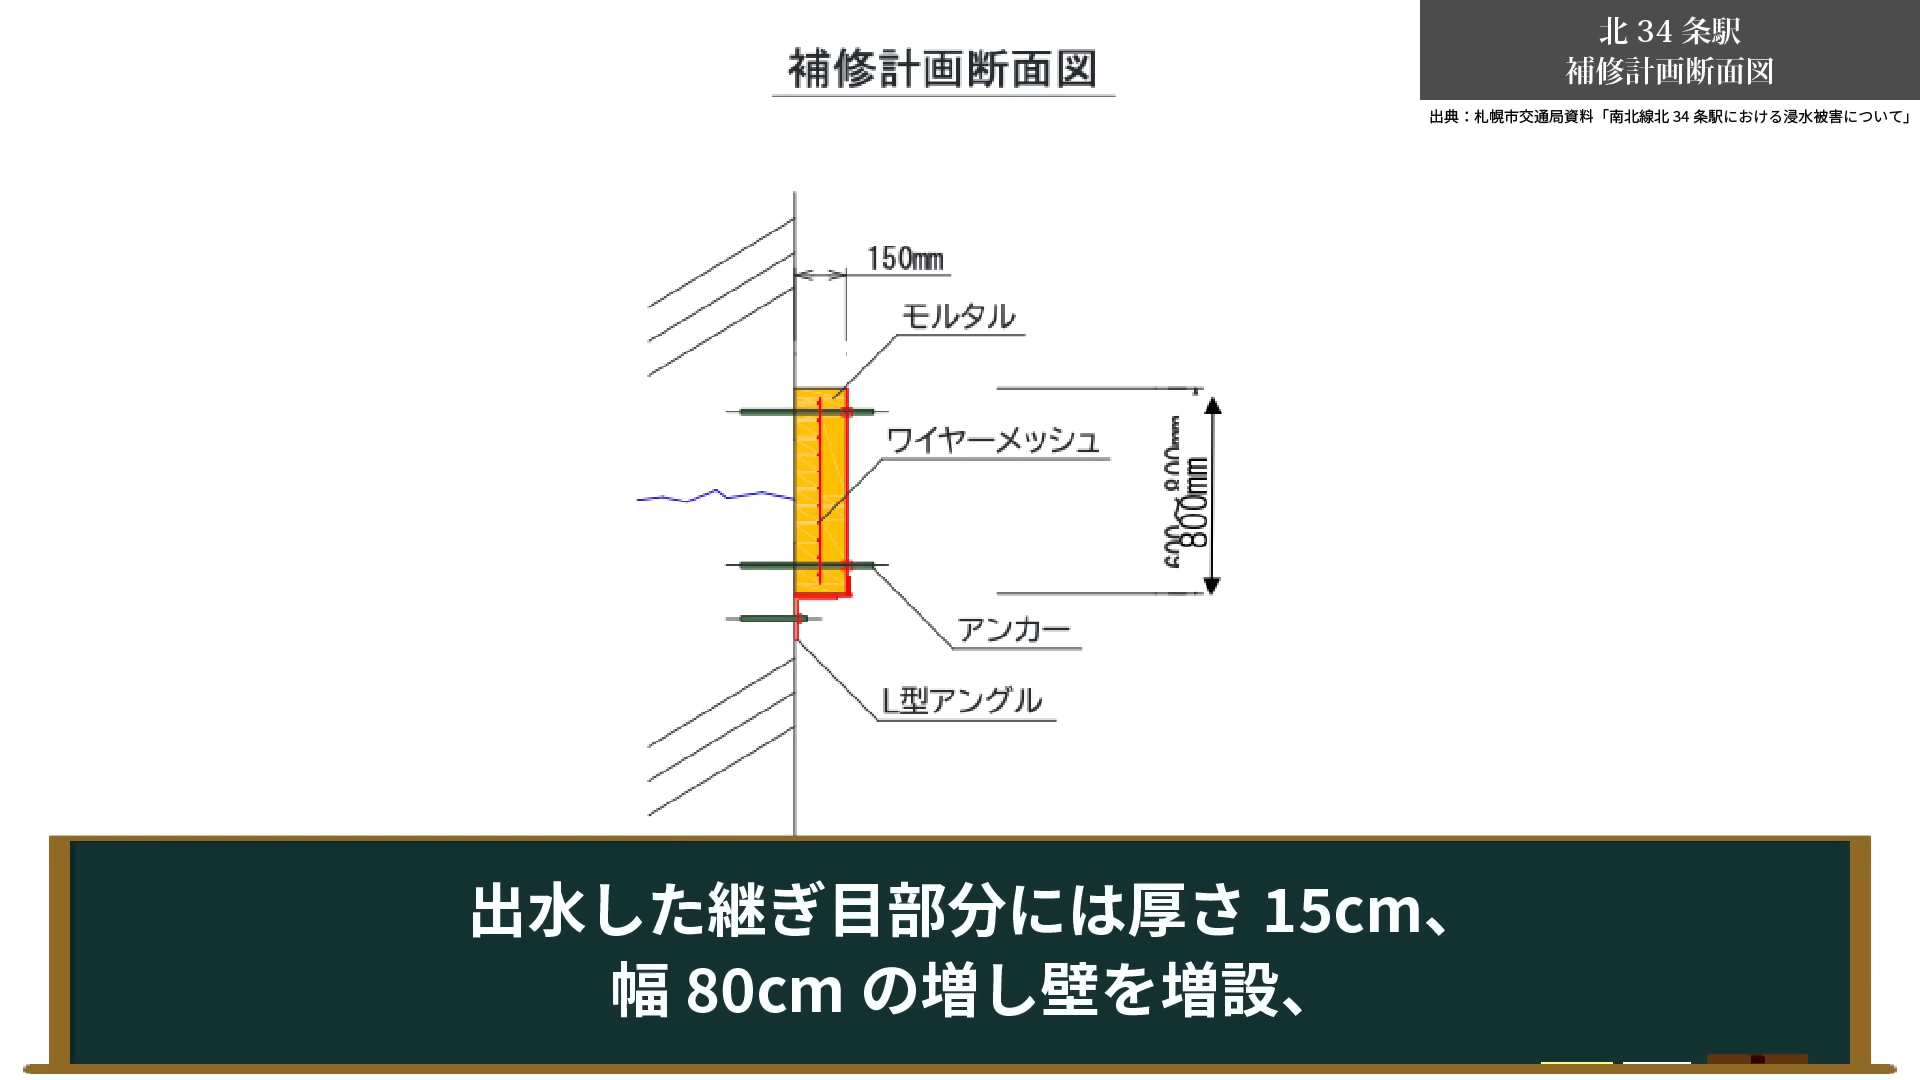 北 34 条駅
補修計画断面図
出典：札幌市交通局資料「南北線北 34 条駅における浸水被害について」
補修計画断面図
150mm
モルタル
ワイヤーメッシュ
600～800mm
800mm
アンカー
L型アングル
出水した継ぎ目部分には厚さ 15cm、
幅 80cm の増し壁を増設、